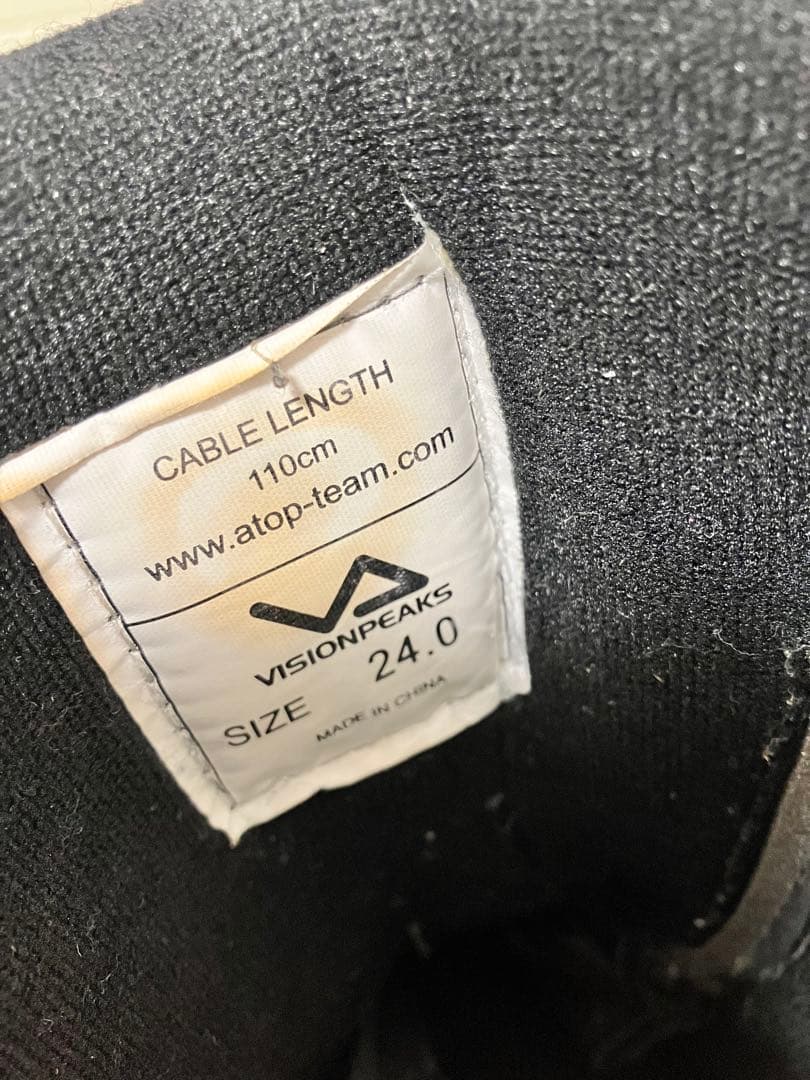 CABLE LENGTH
110cm
www.atop-team.com
VISIONPEAKS
SIZE 24.0
MADE IN CHINA